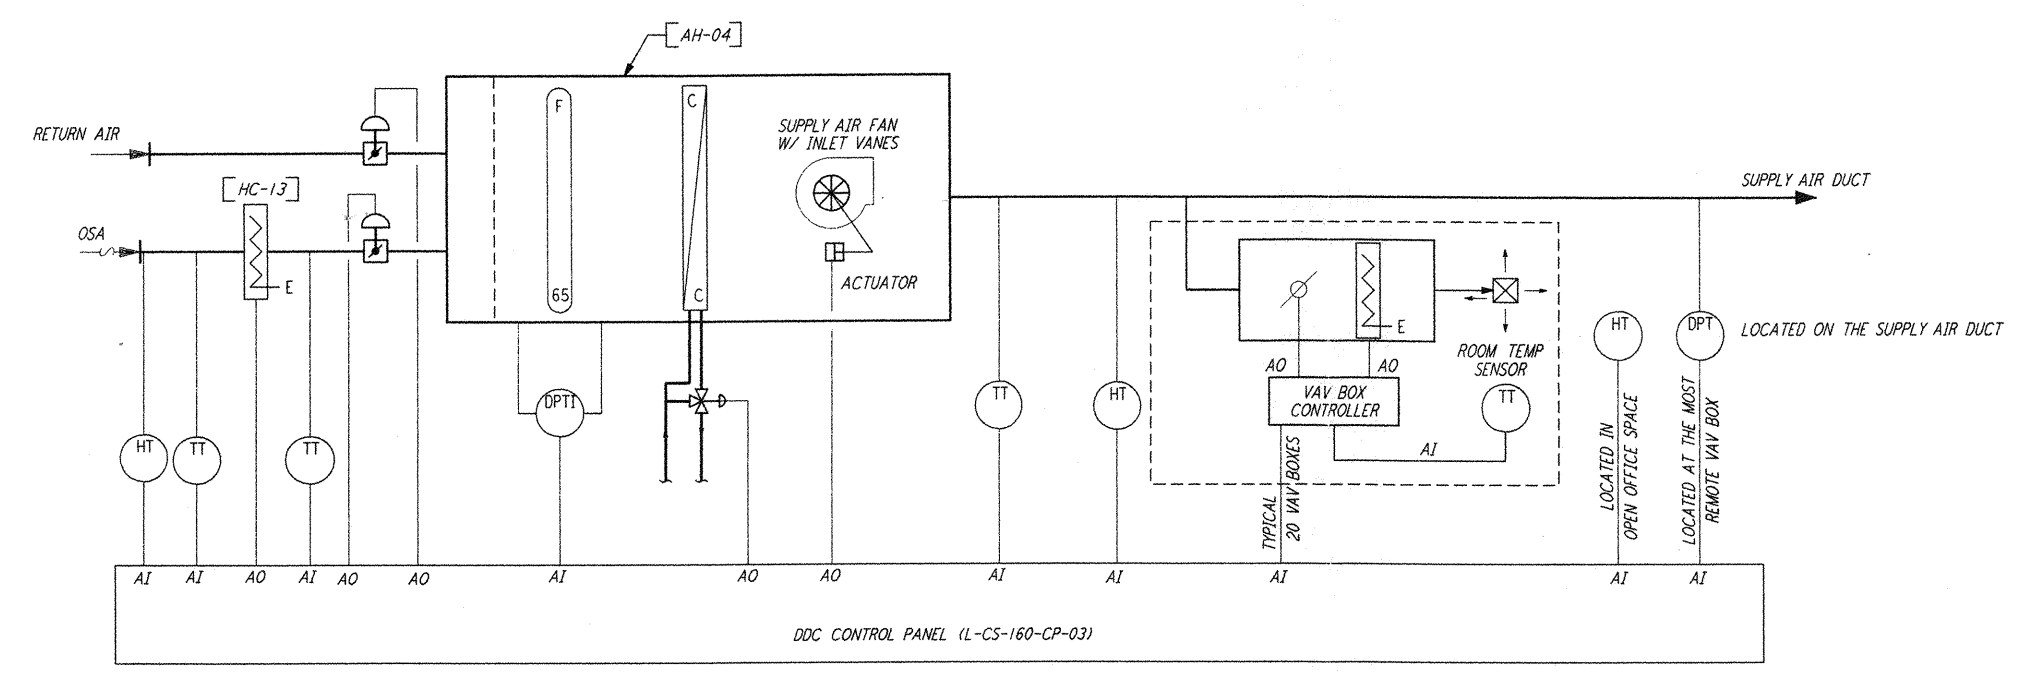 [AH-04]
RETURN AIR
[HC-13]
OSA
E
F
65
C
C
SUPPLY AIR FAN
W/ INLET VANES
ACTUATOR
SUPPLY AIR DUCT
E
AO
AO
VAV BOX
CONTROLLER
ROOM TEMP
SENSOR
TT
AI
HT
DPT
LOCATED ON THE SUPPLY AIR DUCT
HT
TT
TT
DPTI
TT
HT
TYPICAL
20 VAV BOXES
LOCATED IN
OPEN OFFICE SPACE
LOCATED AT THE MOST
REMOTE VAV BOX
AI AI AO AI AO AO AI AO AO AI AI AI AI AI
DDC CONTROL PANEL (L-CS-160-CP-03)